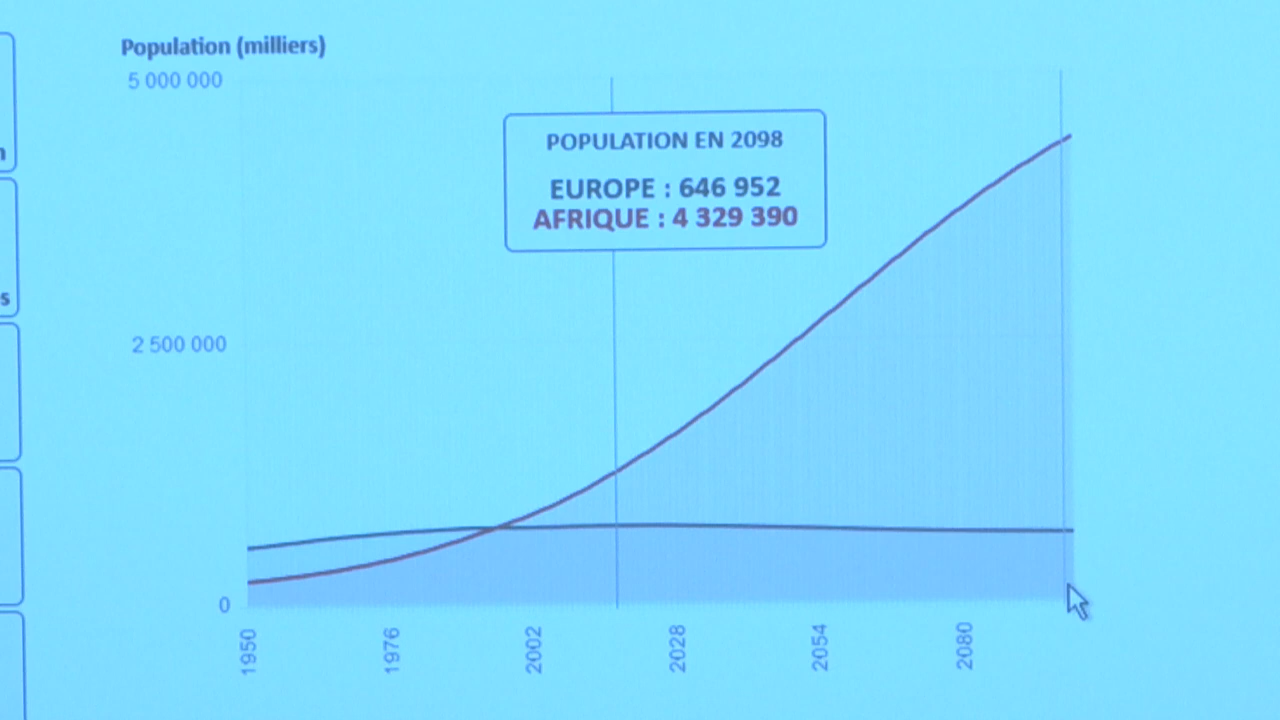 Population (milliers)
5 000 000
POPULATION EN 2098
EUROPE : 646 952
AFRIQUE : 4 329 390
2 500 000
0
1950
1976
2002
2028
2054
2080